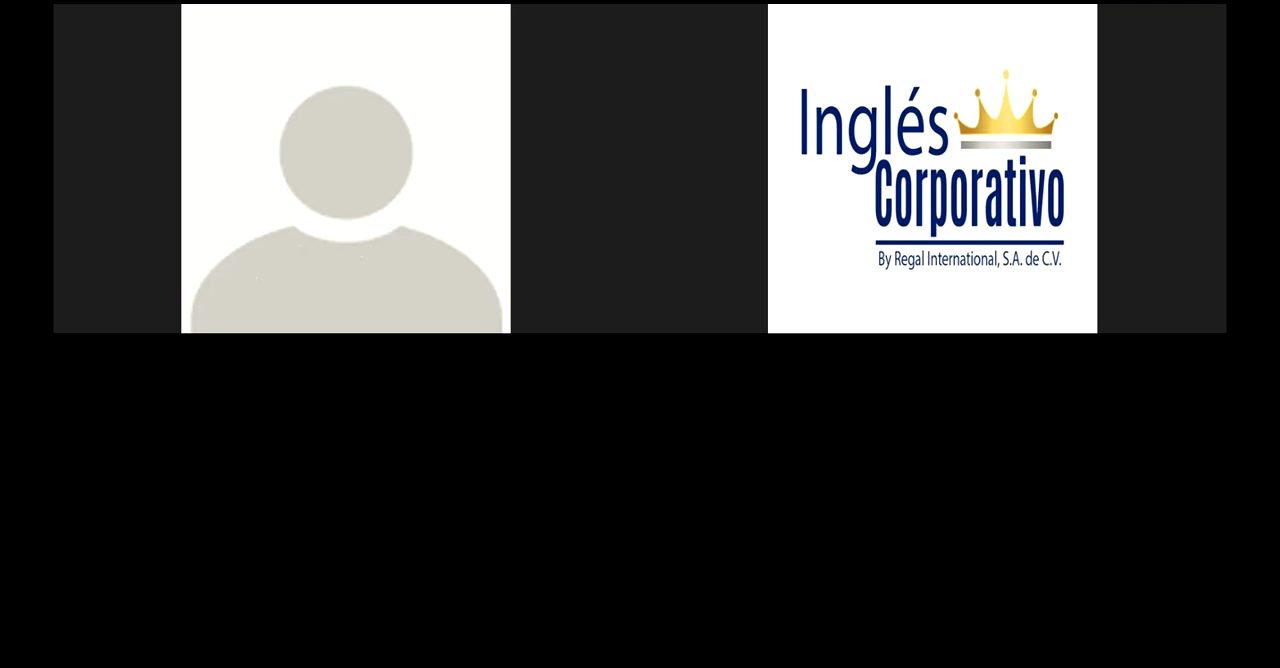 Inglés
Corporativo
By Regal International, S.A. de C.V.